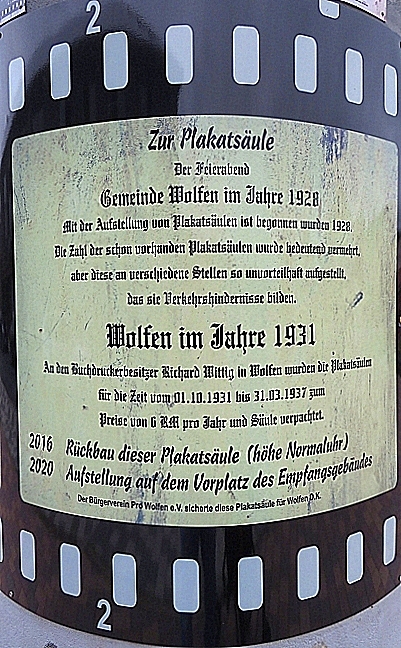 2
Zur Plakatsäule
Der Feierabend
Gemeinde Wolfen im Jahre 1928
Mit der Aufstellung von Plakatsäulen ist begonnen wurden 1928.
Die Zahl der schon vorhanden Plakatsäulen wurde bedeutend vermehrt,
aber diese an verschiedene Stellen so unvorteilhaft aufgestellt,
das sie Verkehrshindernisse bilden.
Wolfen im Jahre 1931
An den Buchdruckerbesitzer Richard Wittig in Wolfen wurden die Plakatsäulen
für die Zeit vom 01.10.1931 bis 31.03.1937 zum
Preise von 6 RM pro Jahr und Säule verpachtet.
2016 Rückbau dieser Plakatsäule (höhe Normaluhr)
2020 Aufstellung auf dem Vorplatz des Empfangsgebäudes
Der Bürgerverein Pro Wolfen e.V. sicherte diese Plakatsäule für Wolfen D.K.
2